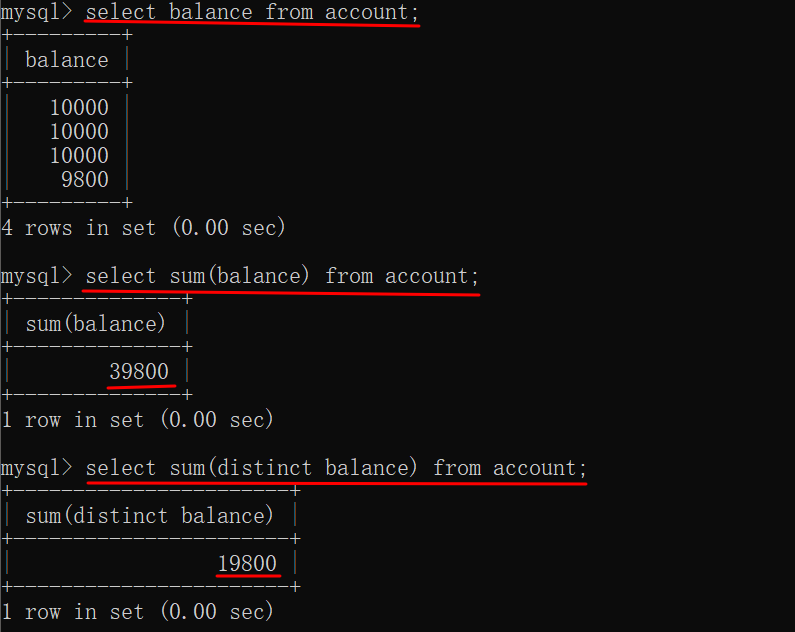 mysql> select balance from account;
+---------+
| balance |
+---------+
|   10000 |
|   10000 |
|   10000 |
|    9800 |
+---------+
4 rows in set (0.00 sec)
mysql> select sum(balance) from account;
+--------------+
| sum(balance) |
+--------------+
|        39800 |
+--------------+
1 row in set (0.00 sec)
mysql> select sum(distinct balance) from account;
+-----------------------+
| sum(distinct balance) |
+-----------------------+
|                 19800 |
+-----------------------+
1 row in set (0.00 sec)